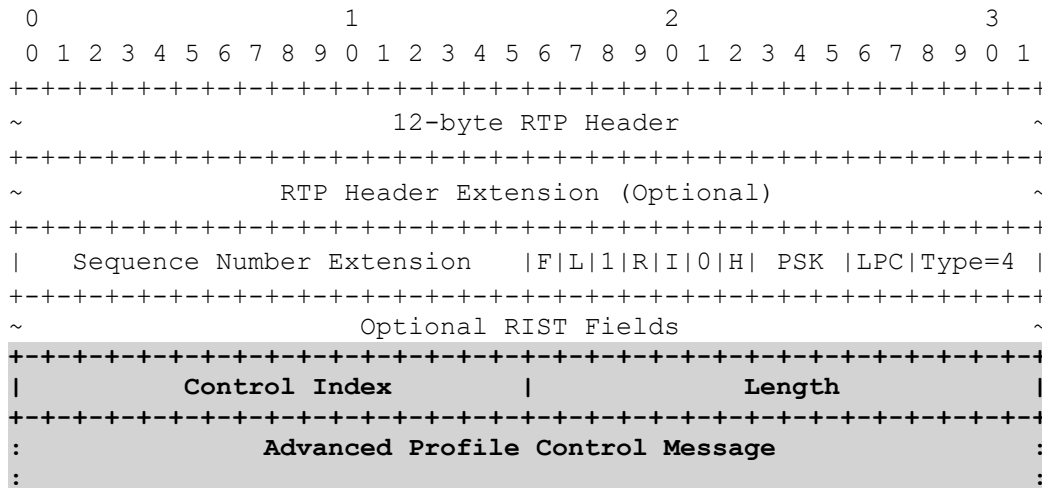 0                   1                   2                   3
 0 1 2 3 4 5 6 7 8 9 0 1 2 3 4 5 6 7 8 9 0 1 2 3 4 5 6 7 8 9 0 1
+-+-+-+-+-+-+-+-+-+-+-+-+-+-+-+-+-+-+-+-+-+-+-+-+-+-+-+-+-+-+-+-+
~                       12-byte RTP Header                      ~
+-+-+-+-+-+-+-+-+-+-+-+-+-+-+-+-+-+-+-+-+-+-+-+-+-+-+-+-+-+-+-+-+
~                RTP Header Extension (Optional)                ~
+-+-+-+-+-+-+-+-+-+-+-+-+-+-+-+-+-+-+-+-+-+-+-+-+-+-+-+-+-+-+-+-+
|   Sequence Number Extension   |F|L|1|R|I|0|H| PSK |LPC|Type=4 |
+-+-+-+-+-+-+-+-+-+-+-+-+-+-+-+-+-+-+-+-+-+-+-+-+-+-+-+-+-+-+-+-+
~                     Optional RIST Fields                      ~
+-+-+-+-+-+-+-+-+-+-+-+-+-+-+-+-+-+-+-+-+-+-+-+-+-+-+-+-+-+-+-+-+
|          Control Index        |             Length            |
+-+-+-+-+-+-+-+-+-+-+-+-+-+-+-+-+-+-+-+-+-+-+-+-+-+-+-+-+-+-+-+-+
:               Advanced Profile Control Message                :
:                                                               :